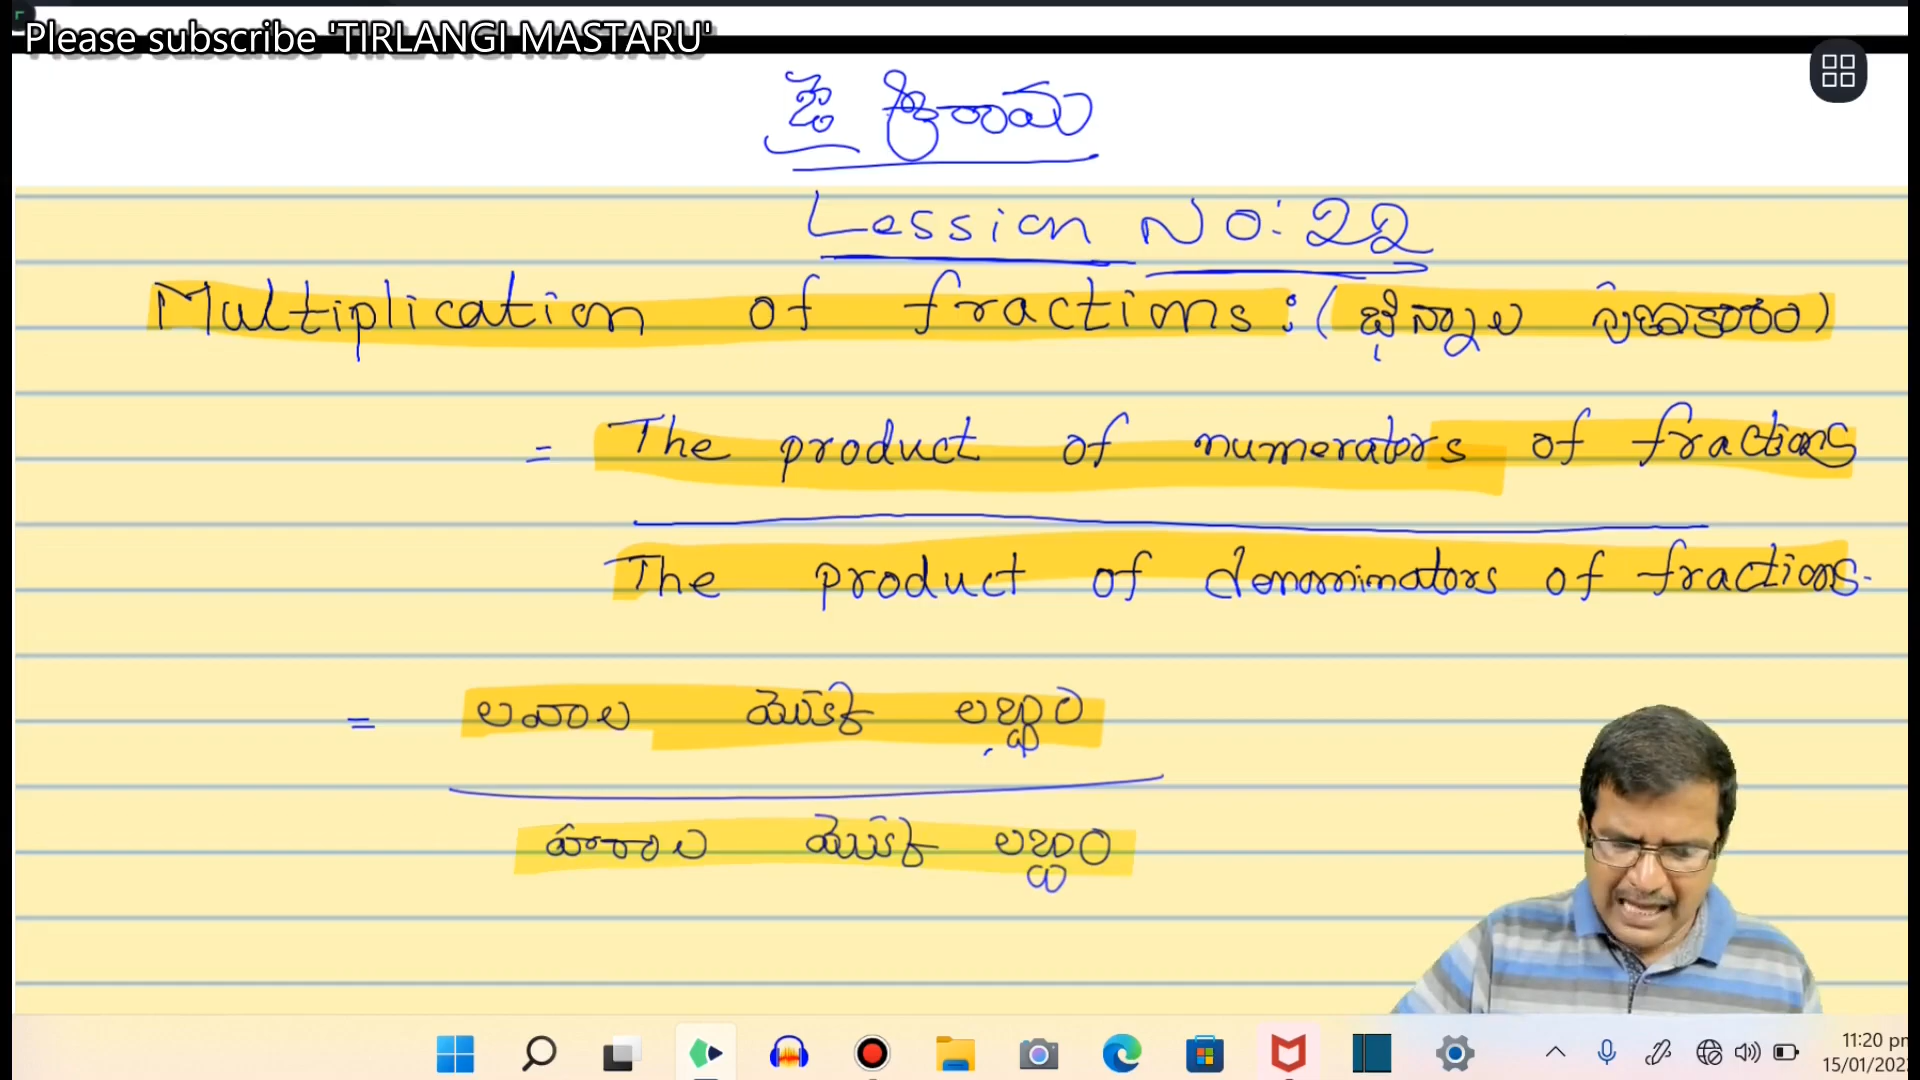 Please subscribe 'TIRLANGI MASTARU'
జై శ్రీరామ
Lession NO: 22
Multiplication of fractions: (భిన్నాల గుణకారం)
= The product of numerators of fractions
The product of denominators of fractions.
= లవాల యొక్క లబ్ధం
హారాల యొక్క లబ్ధం
11:20 pm
15/01/202